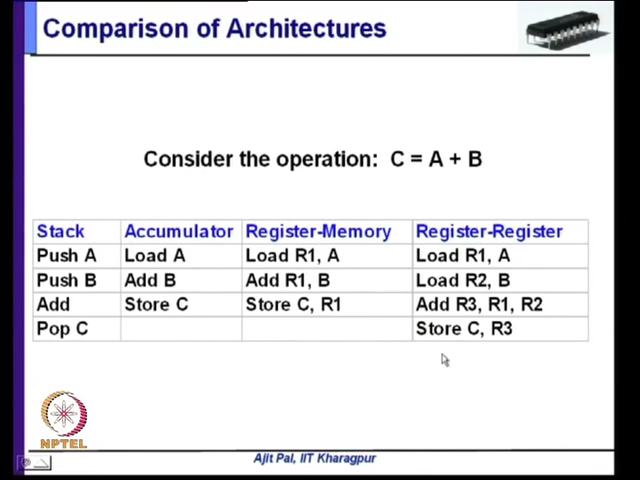 Comparison of Architectures
Consider the operation: C = A + B
Stack Accumulator Register-Memory Register-Register
Push A Load A Load R1, A Load R1, A
Push B Add B Add R1, B Load R2, B
Add Store C Store C, R1 Add R3, R1, R2
Pop C Store C, R3
NPTEL
Ajit Pal, IIT Kharagpur